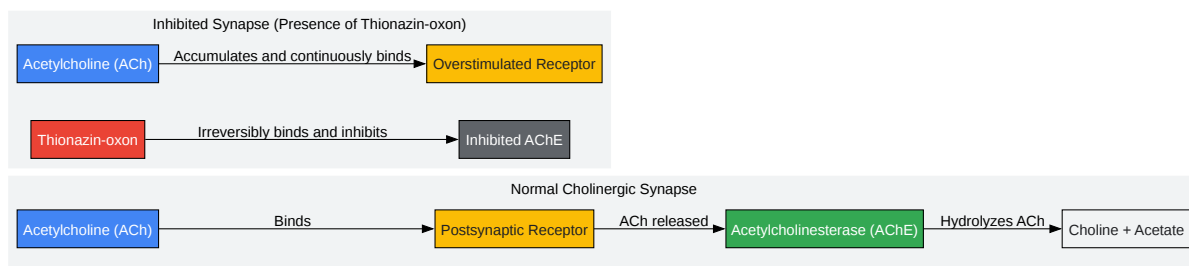 Inhibited Synapse (Presence of Thionazin-oxon)
Acetylcholine (ACh)
Accumulates and continuously binds
Overstimulated Receptor
Thionazin-oxon
Irreversibly binds and inhibits
Inhibited AChE
Normal Cholinergic Synapse
Acetylcholine (ACh)
Binds
Postsynaptic Receptor
ACh released
Acetylcholinesterase (AChE)
Hydrolyzes ACh
Choline + Acetate